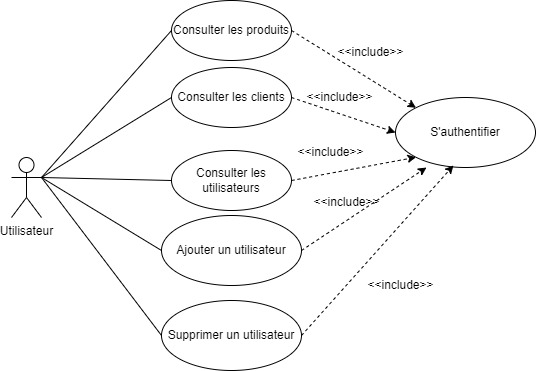 Consulter les produits
<<include>>
Consulter les clients
<<include>>
S'authentifier
<<include>>
Consulter les
utilisateurs
<<include>>
Utilisateur
Ajouter un utilisateur
<<include>>
Supprimer un utilisateur